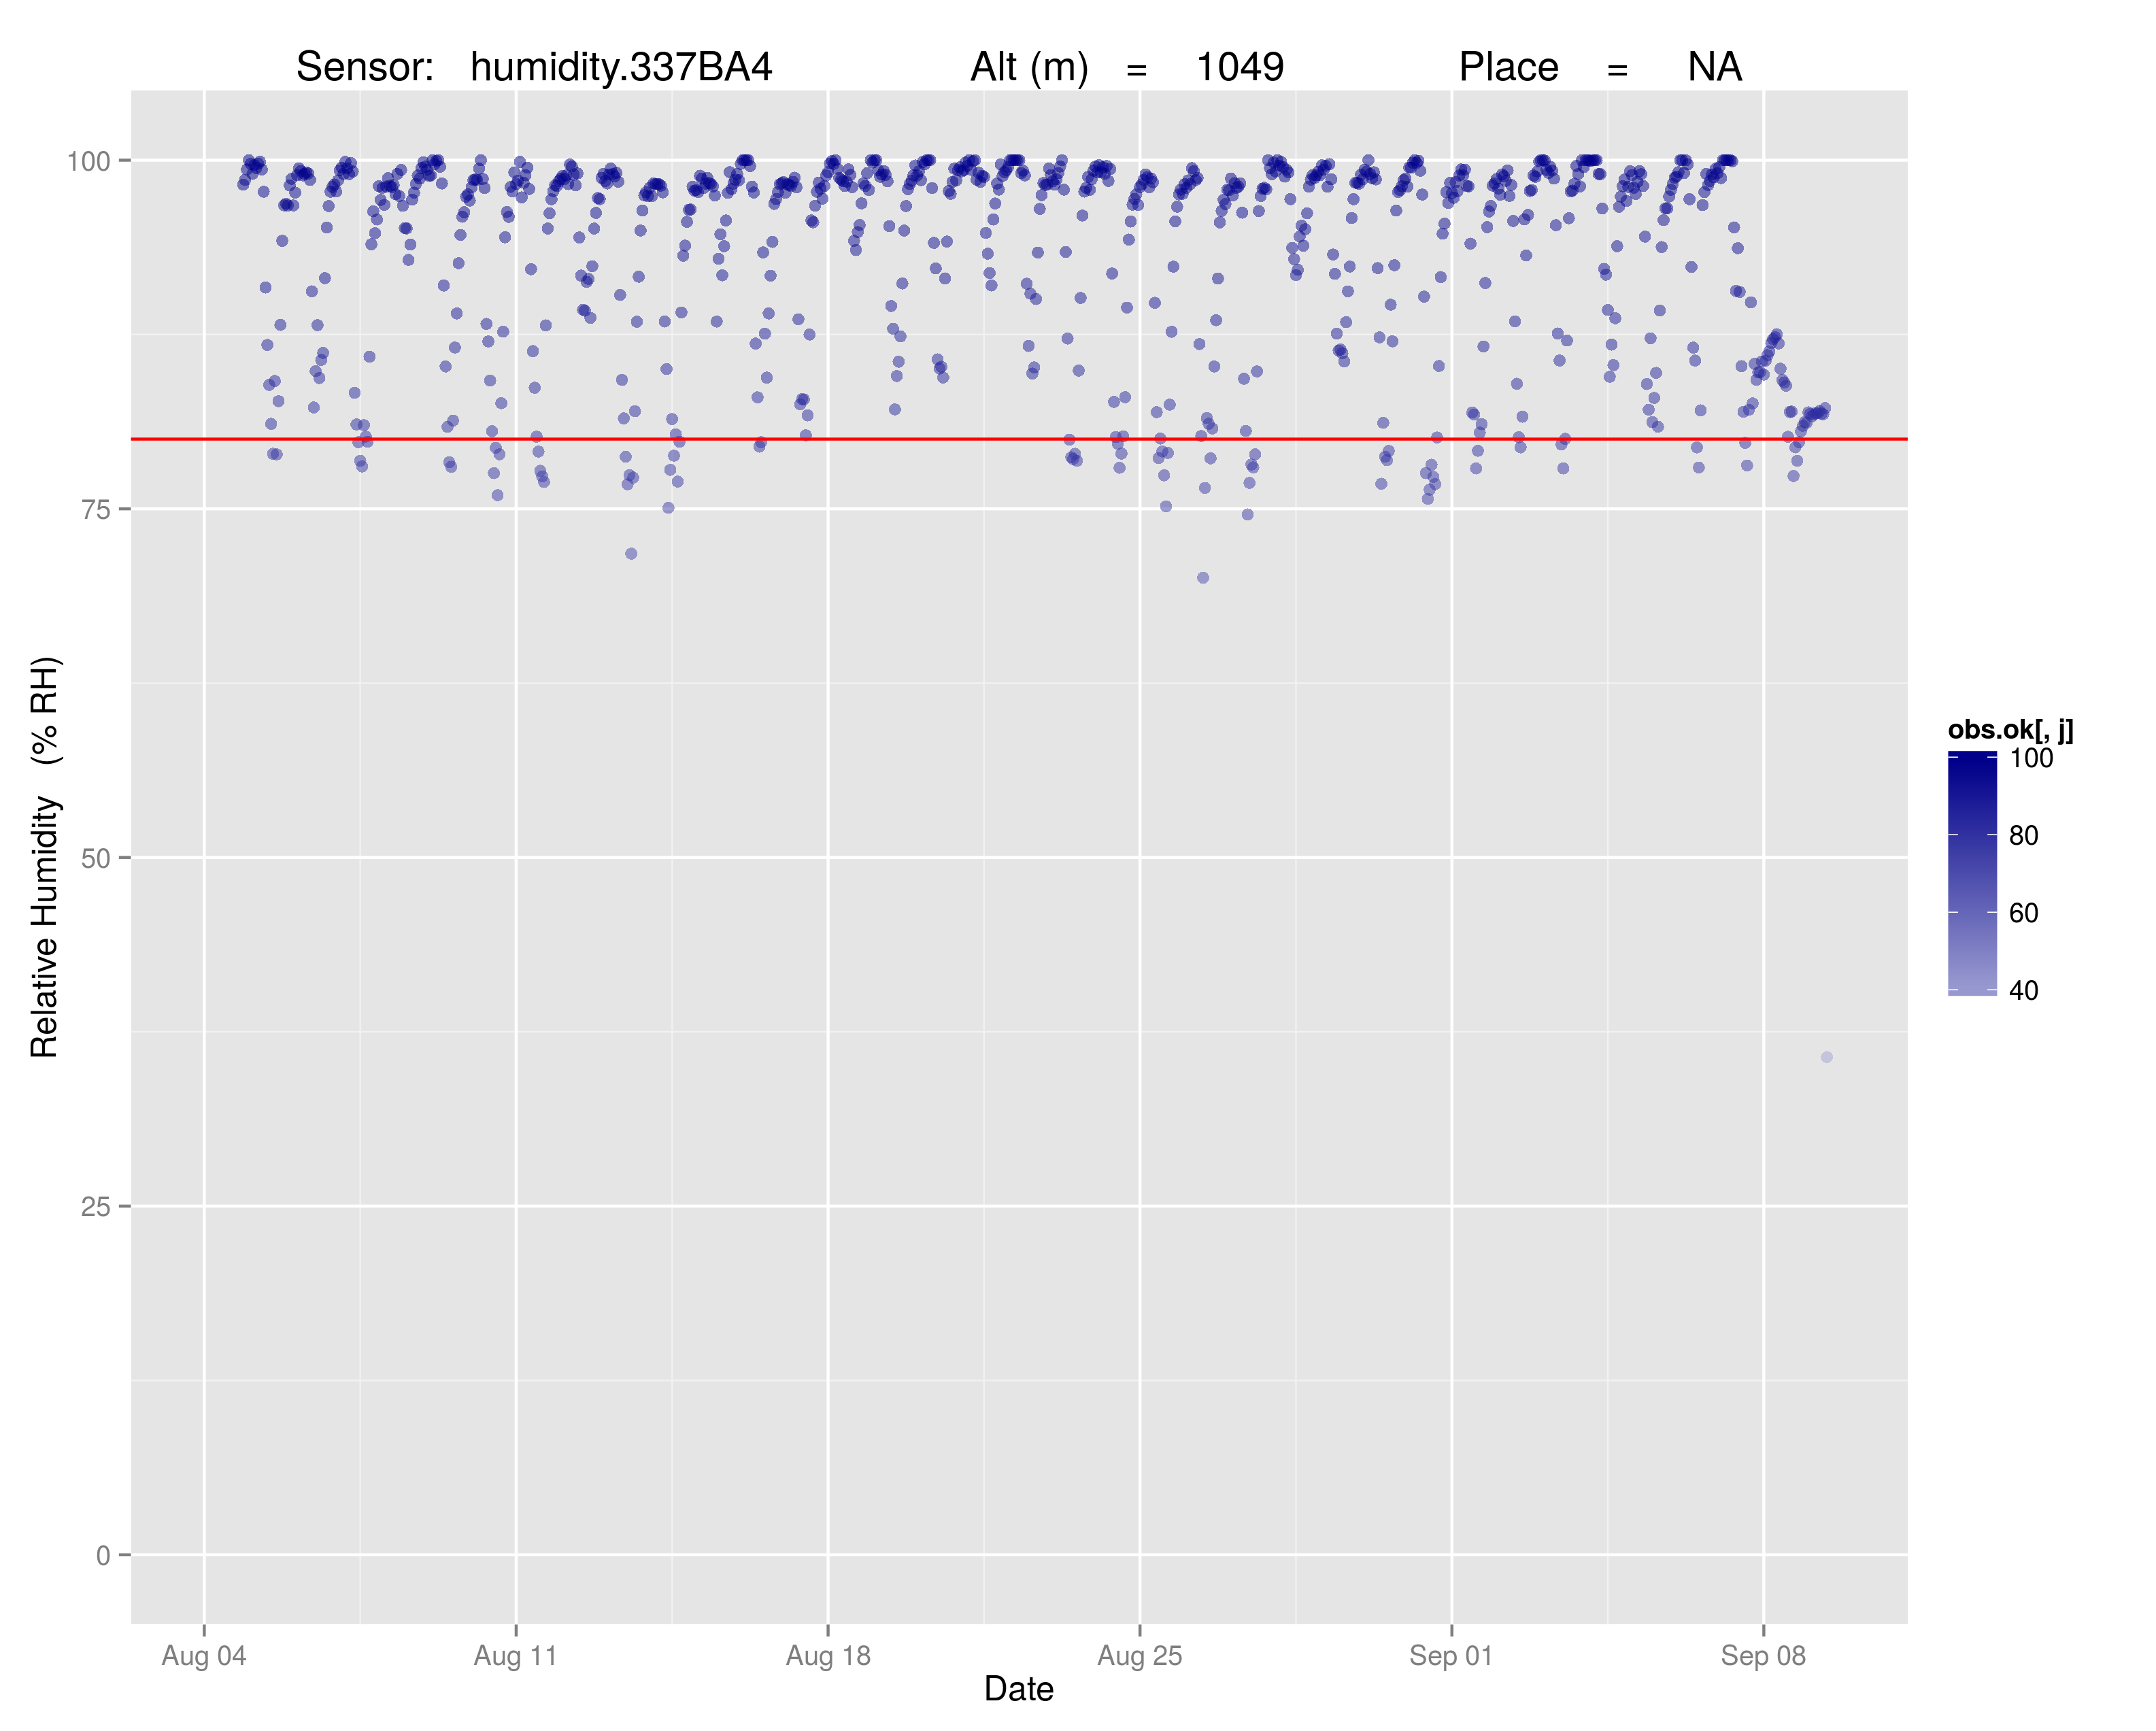 Sensor: humidity.337BA4 Alt (m) = 1049 Place = NA
100
75
50
25
0
Relative Humidity (% RH)
Aug 04 Aug 11 Aug 18 Aug 25 Sep 01 Sep 08
Date
obs.ok[, j]
100
80
60
40